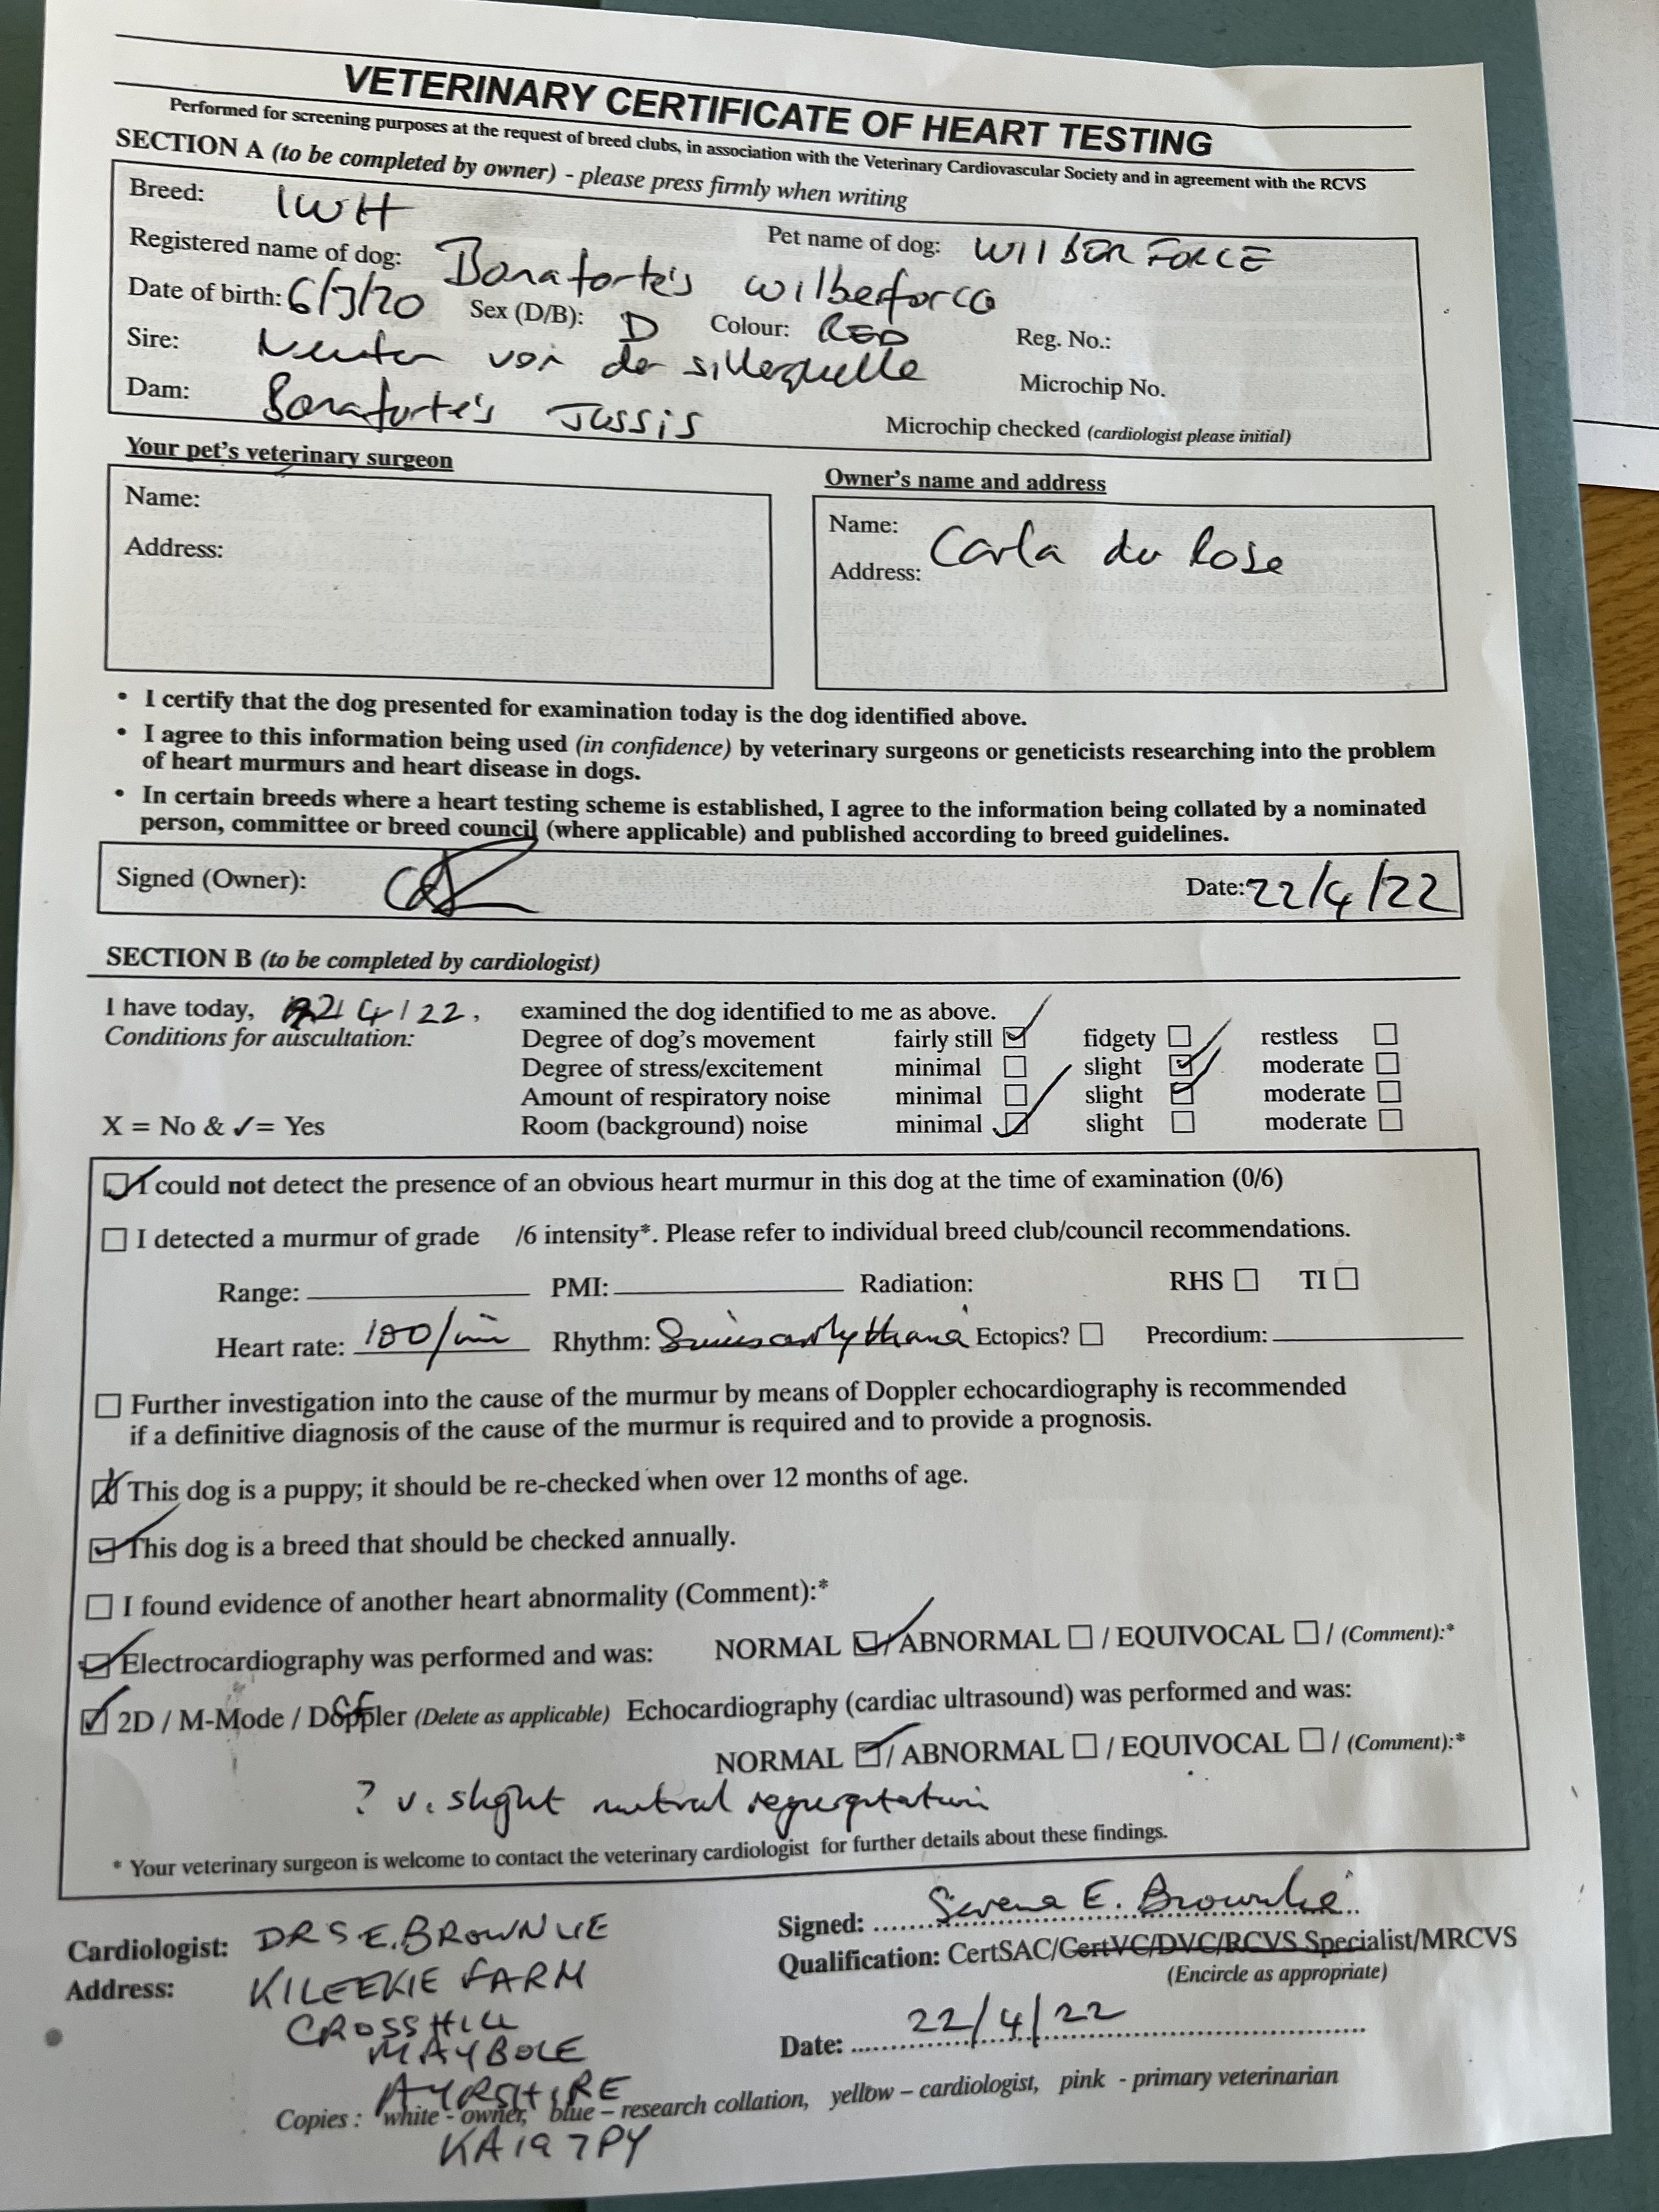 VETERINARY CERTIFICATE OF HEART TESTING
Performed for screening purposes at the request of breed clubs, in association with the Veterinary Cardiovascular Society and in agreement with the RCVS
SECTION A (to be completed by owner) - please press firmly when writing
Breed: IWH
Pet name of dog: WILBERFORCE
Registered name of dog: Bonaforte's Wilberforce
Date of birth: 6/ /20 Sex (D/B): D Colour: RED Reg. No.:
Sire: von der sillerquelle Microchip No.
Dam: Bonaforte's Microchip checked (cardiologist please initial)
Your pet's veterinary surgeon
Name:
Address:
Owner's name and address
Name: Carla du Rose
Address:
• I certify that the dog presented for examination today is the dog identified above.
• I agree to this information being used (in confidence) by veterinary surgeons or geneticists researching into the problem
of heart murmurs and heart disease in dogs.
• In certain breeds where a heart testing scheme is established, I agree to the information being collated by a nominated
person, committee or breed council (where applicable) and published according to breed guidelines.
Signed (Owner): Date: 22/4/22
SECTION B (to be completed by cardiologist)
I have today, 22/4/22, examined the dog identified to me as above.
Conditions for auscultation: Degree of dog's movement fairly still ☑ fidgety ☐ restless ☐
Degree of stress/excitement minimal ☐ slight ☑ moderate ☐
Amount of respiratory noise minimal ☐ slight ☑ moderate ☐
X = No & ✓= Yes Room (background) noise minimal ☑ slight ☐ moderate ☐
☑ I could not detect the presence of an obvious heart murmur in this dog at the time of examination (0/6)
☐ I detected a murmur of grade /6 intensity*. Please refer to individual breed club/council recommendations.
Range: PMI: Radiation: RHS ☐ TI ☐
Heart rate: 100/min Rhythm: Sinus arrhythmia Ectopics? ☐ Precordium:
☐ Further investigation into the cause of the murmur by means of Doppler echocardiography is recommended
if a definitive diagnosis of the cause of the murmur is required and to provide a prognosis.
☒ This dog is a puppy; it should be re-checked when over 12 months of age.
☑ This dog is a breed that should be checked annually.
☐ I found evidence of another heart abnormality (Comment):*
☑ Electrocardiography was performed and was: NORMAL ☑ / ABNORMAL ☐ / EQUIVOCAL ☐ / (Comment):*
☑ 2D / M-Mode / Doppler CF (Delete as applicable) Echocardiography (cardiac ultrasound) was performed and was:
NORMAL ☑ / ABNORMAL ☐ / EQUIVOCAL ☐ / (Comment):*
? v. slight mitral regurgitation
* Your veterinary surgeon is welcome to contact the veterinary cardiologist for further details about these findings.
Signed: Serena E. Brownlie
Cardiologist: DR S E. BROWNLIE
Qualification: CertSAC/CertVC/DVC/RCVS Specialist/MRCVS
(Encircle as appropriate)
Address: KILEEKIE FARM
CROSSHILL
MAYBOLE
Date: 22/4/22
AYRSHIRE
Copies : white - owner, blue – research collation, yellow – cardiologist, pink - primary veterinarian
KA19 7PY